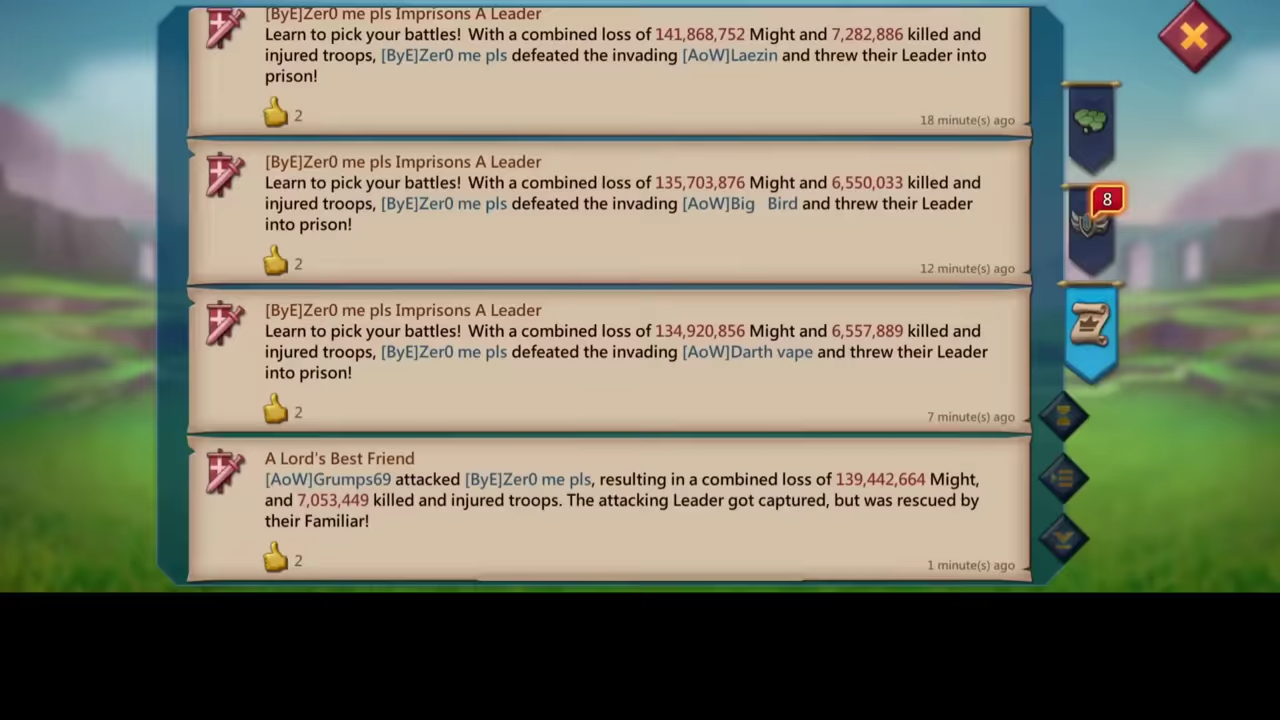 [ByE]Zer0 me pls Imprisons A Leader
Learn to pick your battles! With a combined loss of 141,868,752 Might and 7,282,886 killed and
injured troops, [ByE]Zer0 me pls defeated the invading [AoW]Laezin and threw their Leader into
prison!
2
18 minute(s) ago
[ByE]Zer0 me pls Imprisons A Leader
Learn to pick your battles! With a combined loss of 135,703,876 Might and 6,550,033 killed and
injured troops, [ByE]Zer0 me pls defeated the invading [AoW]Big  Bird and threw their Leader
into prison!
2
12 minute(s) ago
8
[ByE]Zer0 me pls Imprisons A Leader
Learn to pick your battles! With a combined loss of 134,920,856 Might and 6,557,889 killed and
injured troops, [ByE]Zer0 me pls defeated the invading [AoW]Darth vape and threw their Leader
into prison!
2
7 minute(s) ago
A Lord's Best Friend
[AoW]Grumps69 attacked [ByE]Zer0 me pls, resulting in a combined loss of 139,442,664 Might,
and 7,053,449 killed and injured troops. The attacking Leader got captured, but was rescued by
their Familiar!
2
1 minute(s) ago